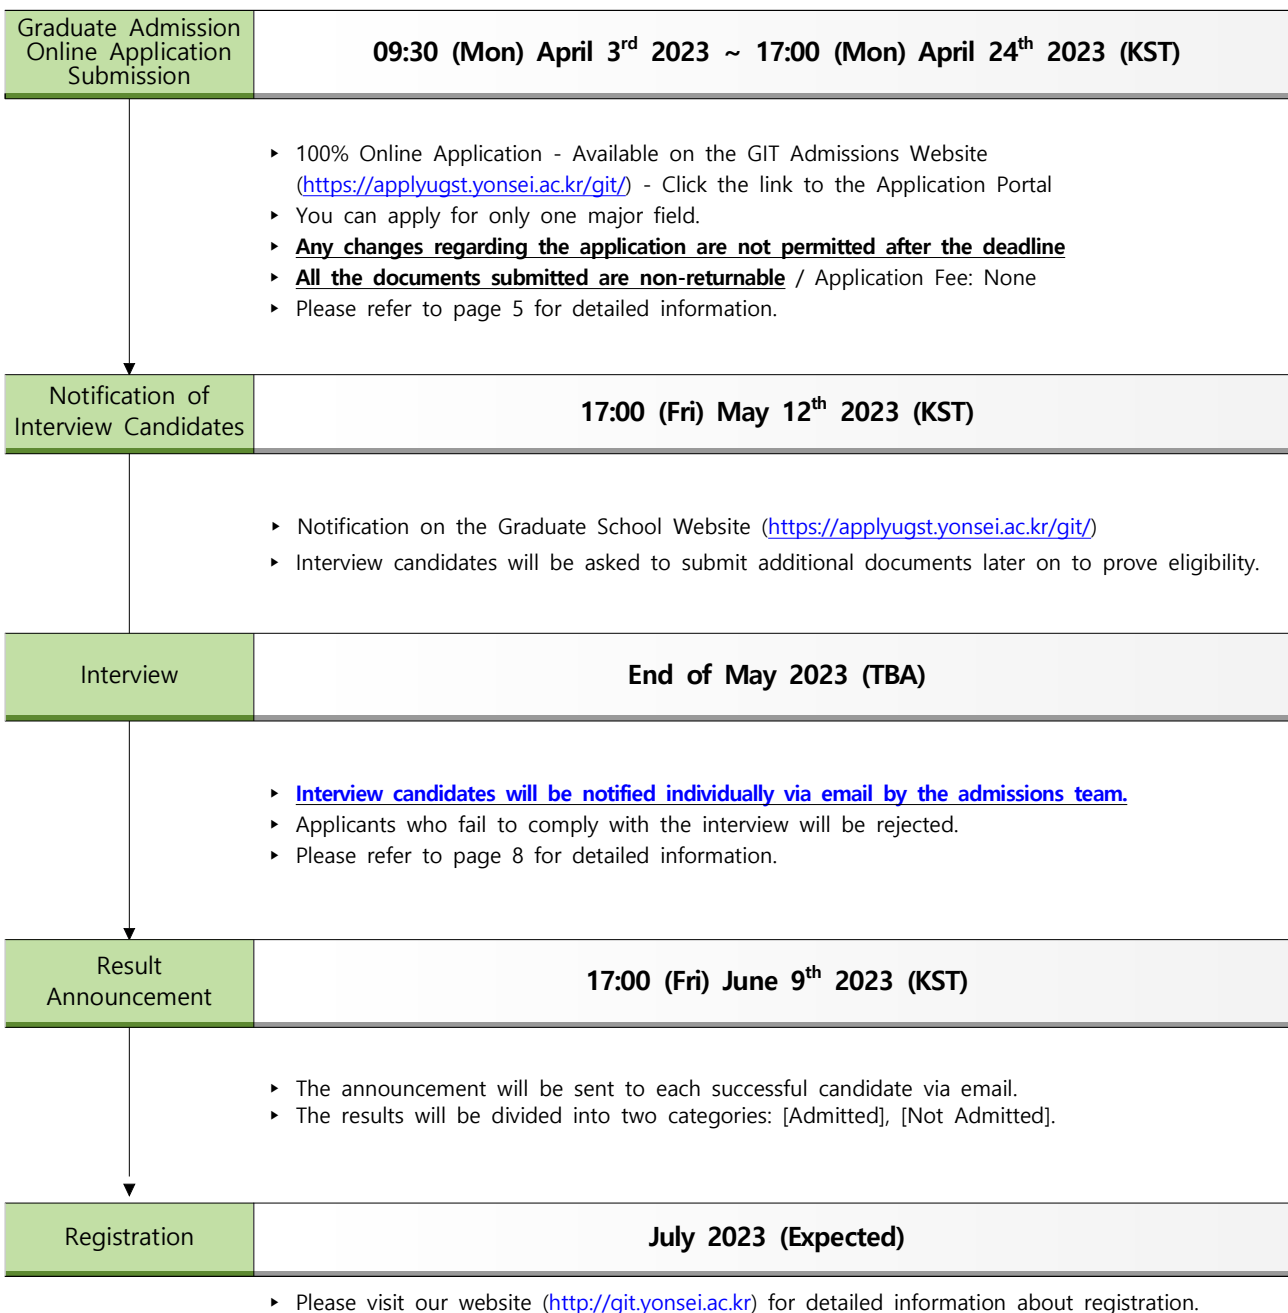 Graduate Admission
Online Application
Submission
09:30 (Mon) April 3rd 2023 ~ 17:00 (Mon) April 24th 2023 (KST)
▸ 100% Online Application - Available on the GIT Admissions Website
(https://applyugst.yonsei.ac.kr/git/) - Click the link to the Application Portal
▸ You can apply for only one major field.
▸ Any changes regarding the application are not permitted after the deadline
▸ All the documents submitted are non-returnable / Application Fee: None
▸ Please refer to page 5 for detailed information.
Notification of
Interview Candidates
17:00 (Fri) May 12th 2023 (KST)
▸ Notification on the Graduate School Website (https://applyugst.yonsei.ac.kr/git/)
▸ Interview candidates will be asked to submit additional documents later on to prove eligibility.
Interview
End of May 2023 (TBA)
▸ Interview candidates will be notified individually via email by the admissions team.
▸ Applicants who fail to comply with the interview will be rejected.
▸ Please refer to page 8 for detailed information.
Result
Announcement
17:00 (Fri) June 9th 2023 (KST)
▸ The announcement will be sent to each successful candidate via email.
▸ The results will be divided into two categories: [Admitted], [Not Admitted].
Registration
July 2023 (Expected)
▸ Please visit our website (http://git.yonsei.ac.kr) for detailed information about registration.